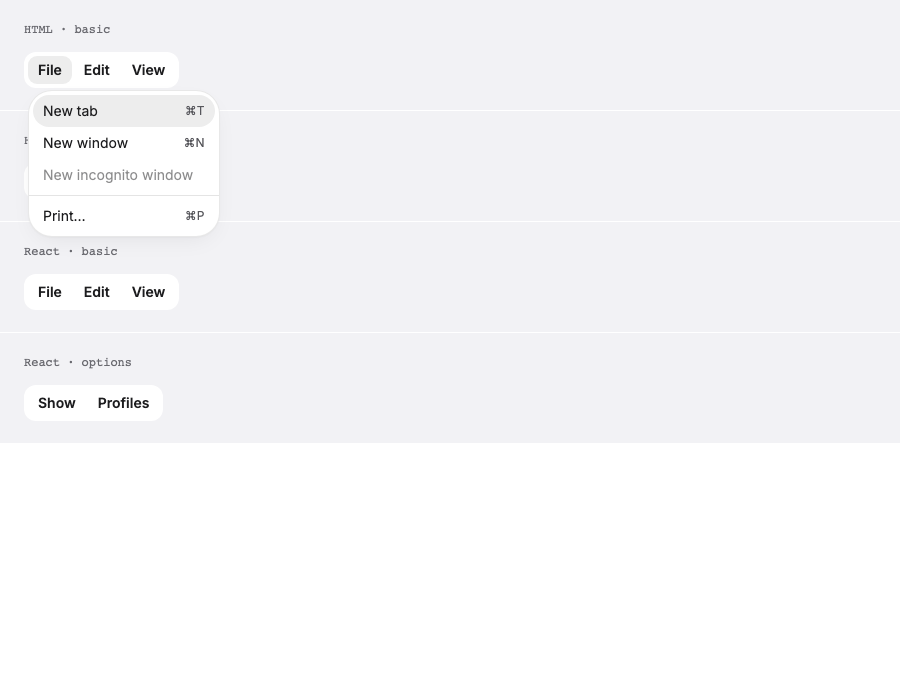 HTML · basic
File Edit View
New tab ⌘T
New window ⌘N
New incognito window
Print... ⌘P
React · basic
File Edit View
React · options
Show Profiles